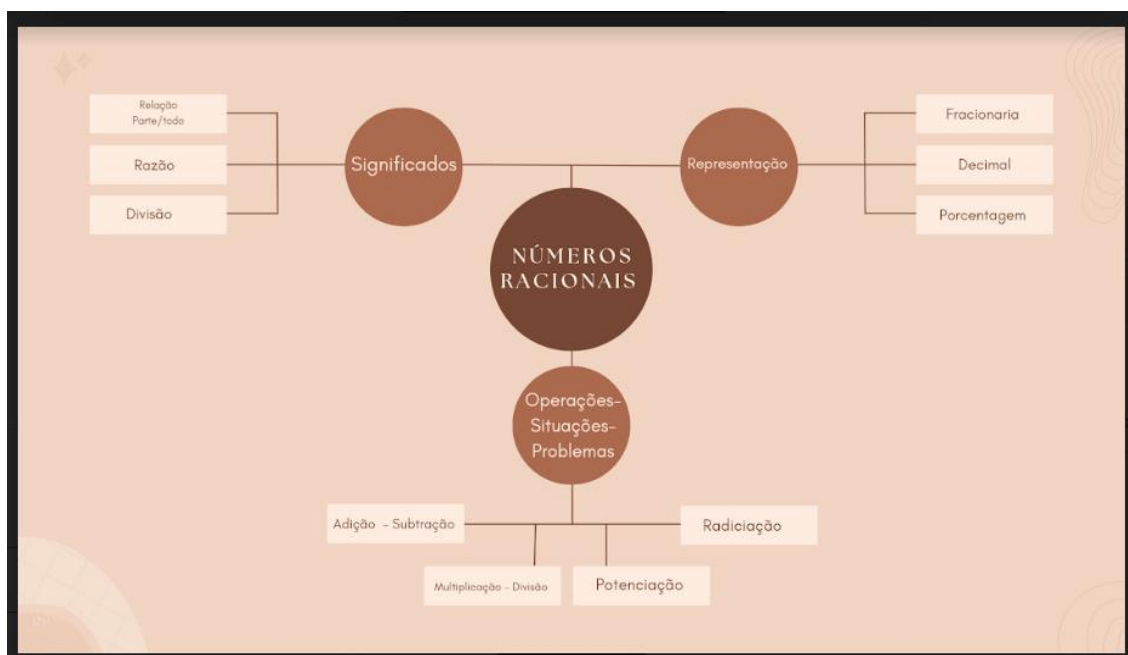 Relação
Parte/todo
Razão
Divisão
Significados
NÚMEROS
RACIONAIS
Representação
Fracionaria
Decimal
Porcentagem
Operações-
Situações-
Problemas
Adição - Subtração
Multiplicação - Divisão
Potenciação
Radiciação